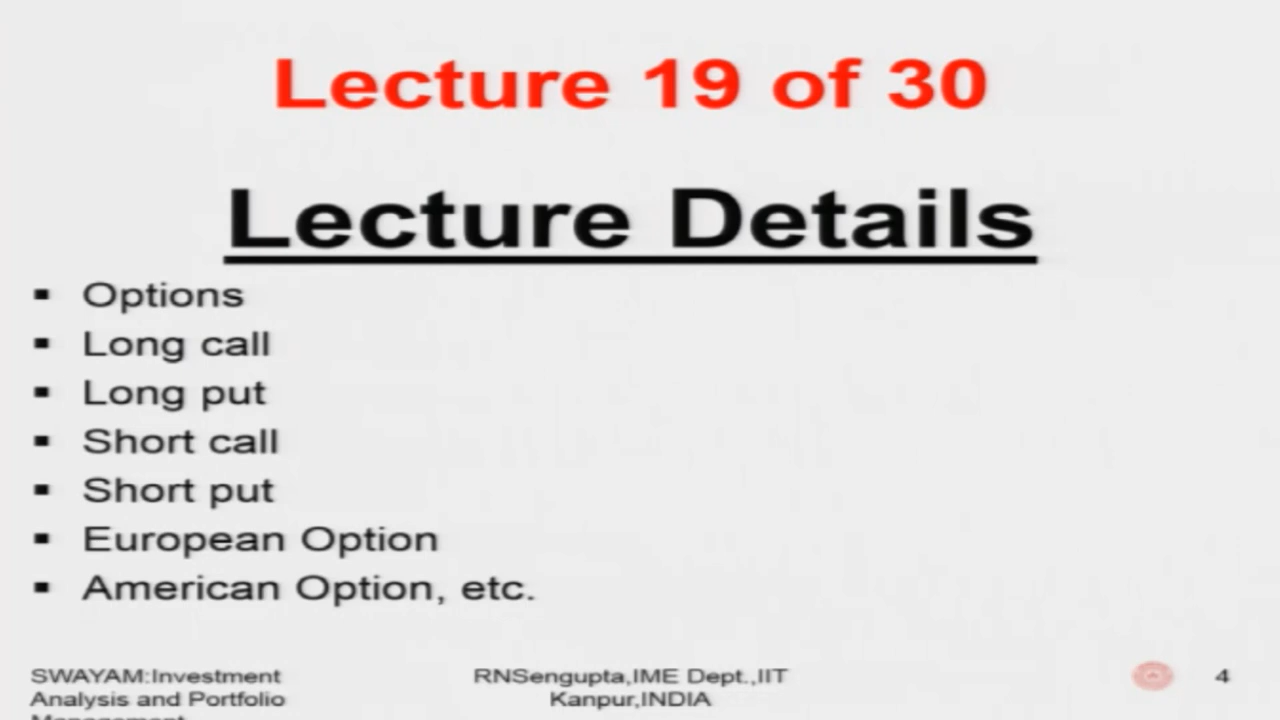 Lecture 19 of 30
Lecture Details
▪ Options
▪ Long call
▪ Long put
▪ Short call
▪ Short put
▪ European Option
▪ American Option, etc.
SWAYAM:Investment
Analysis and Portfolio
Management
RNSengupta,IME Dept.,IIT
Kanpur,INDIA
4